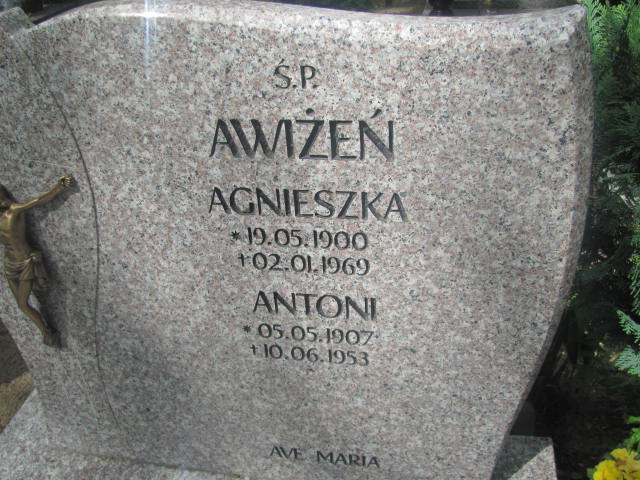 Ś.P.
AWIŻEŃ
AGNIESZKA
*19.05.1900
†02.01.1969
ANTONI
*05.05.1907
†10.06.1953
AVE MARIA